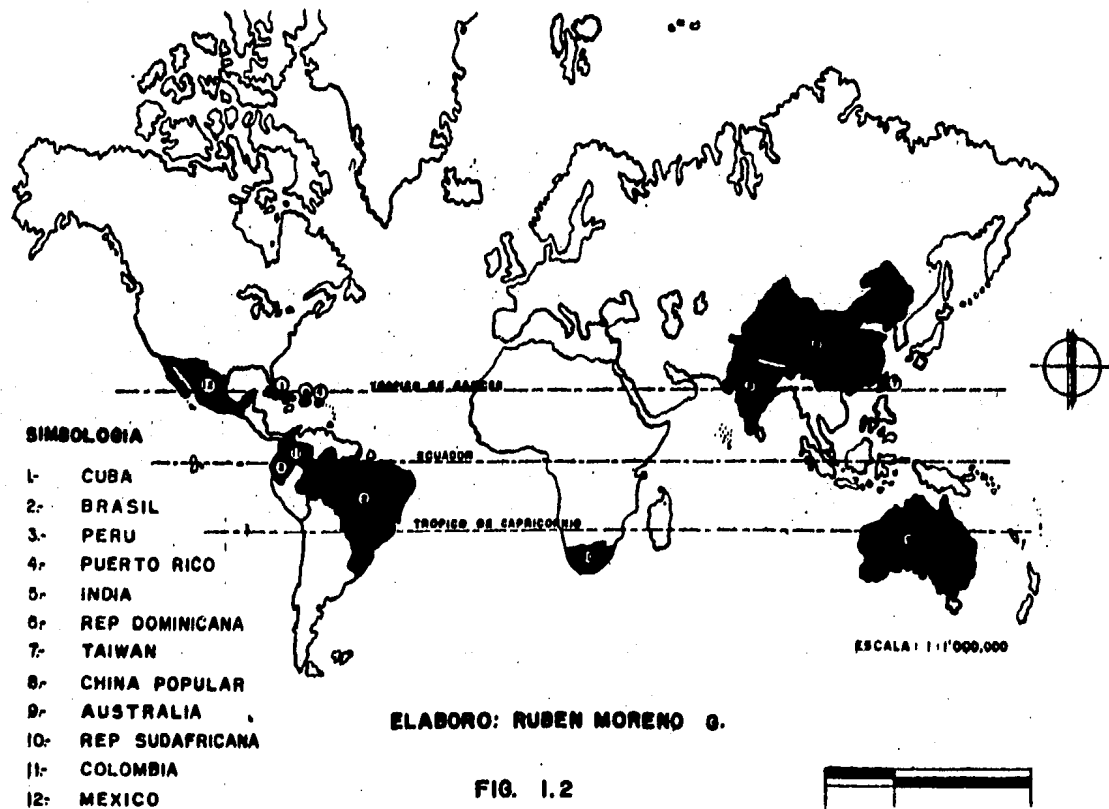 TROPICO DE CANCER
ECUADOR
TROPICO DE CAPRICORNIO
SIMBOLOGIA
1.- CUBA
2.- BRASIL
3.- PERU
4.- PUERTO RICO
5.- INDIA
6.- REP DOMINICANA
7.- TAIWAN
8.- CHINA POPULAR
9.- AUSTRALIA
10.- REP SUDAFRICANA
11.- COLOMBIA
12.- MEXICO
ESCALA: 1:1'000,000
ELABORO: RUBEN MORENO G.
FIG. 1.2